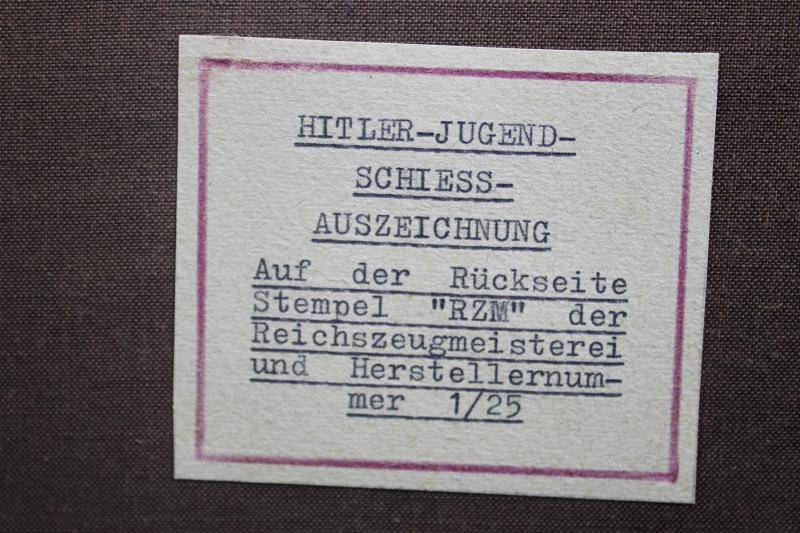 HITLER-JUGEND-
SCHIESS-
AUSZEICHNUNG
Auf der Rückseite
Stempel "RZM" der
Reichszeugmeisterei
und Herstellernum-
mer 1/25